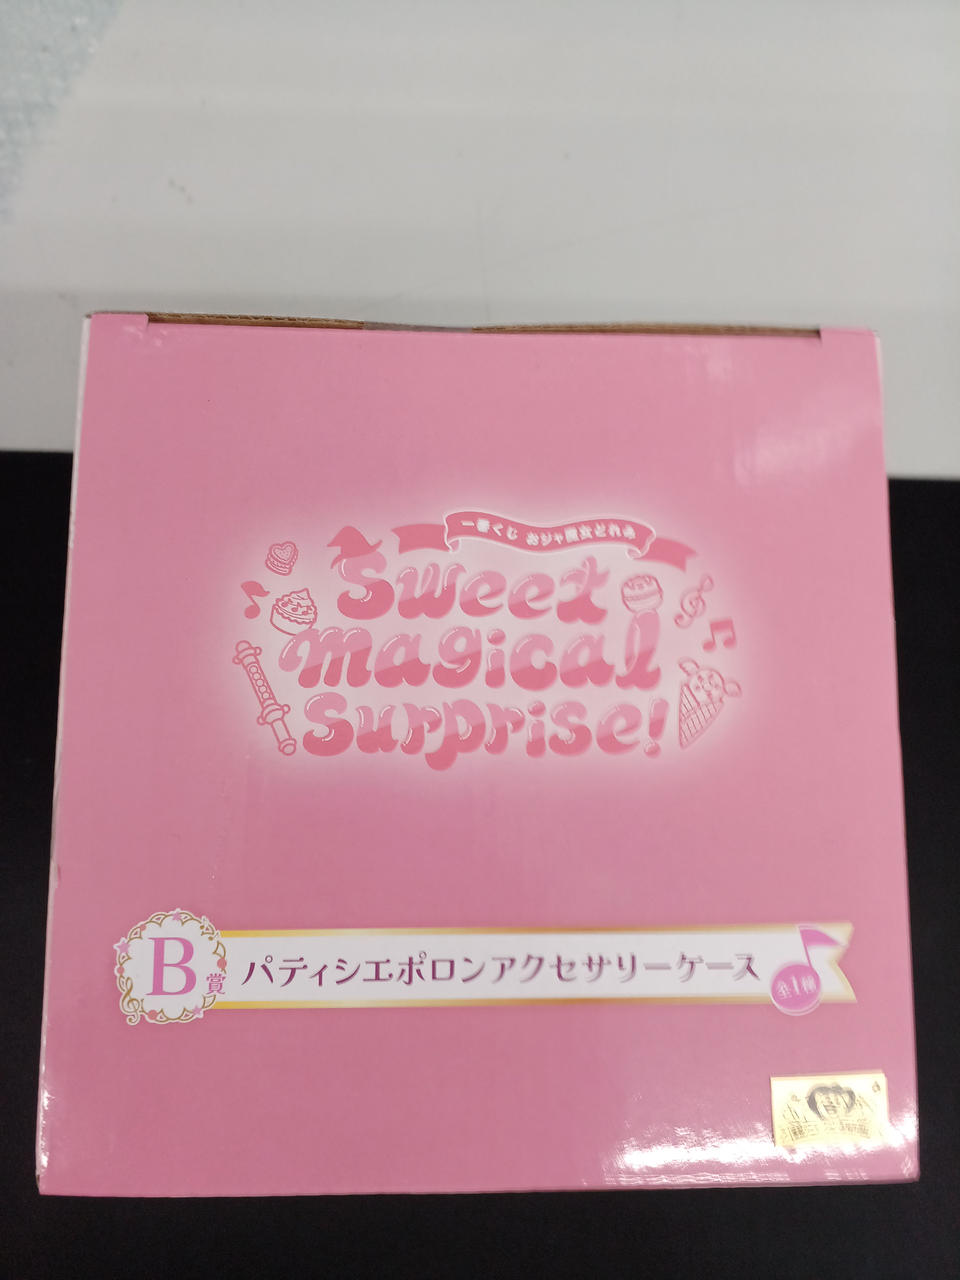 一番くじ おジャ魔女どれみ
Sweet
Magical
Surprise!
B賞 パティシエポロンアクセサリーケース 全1種